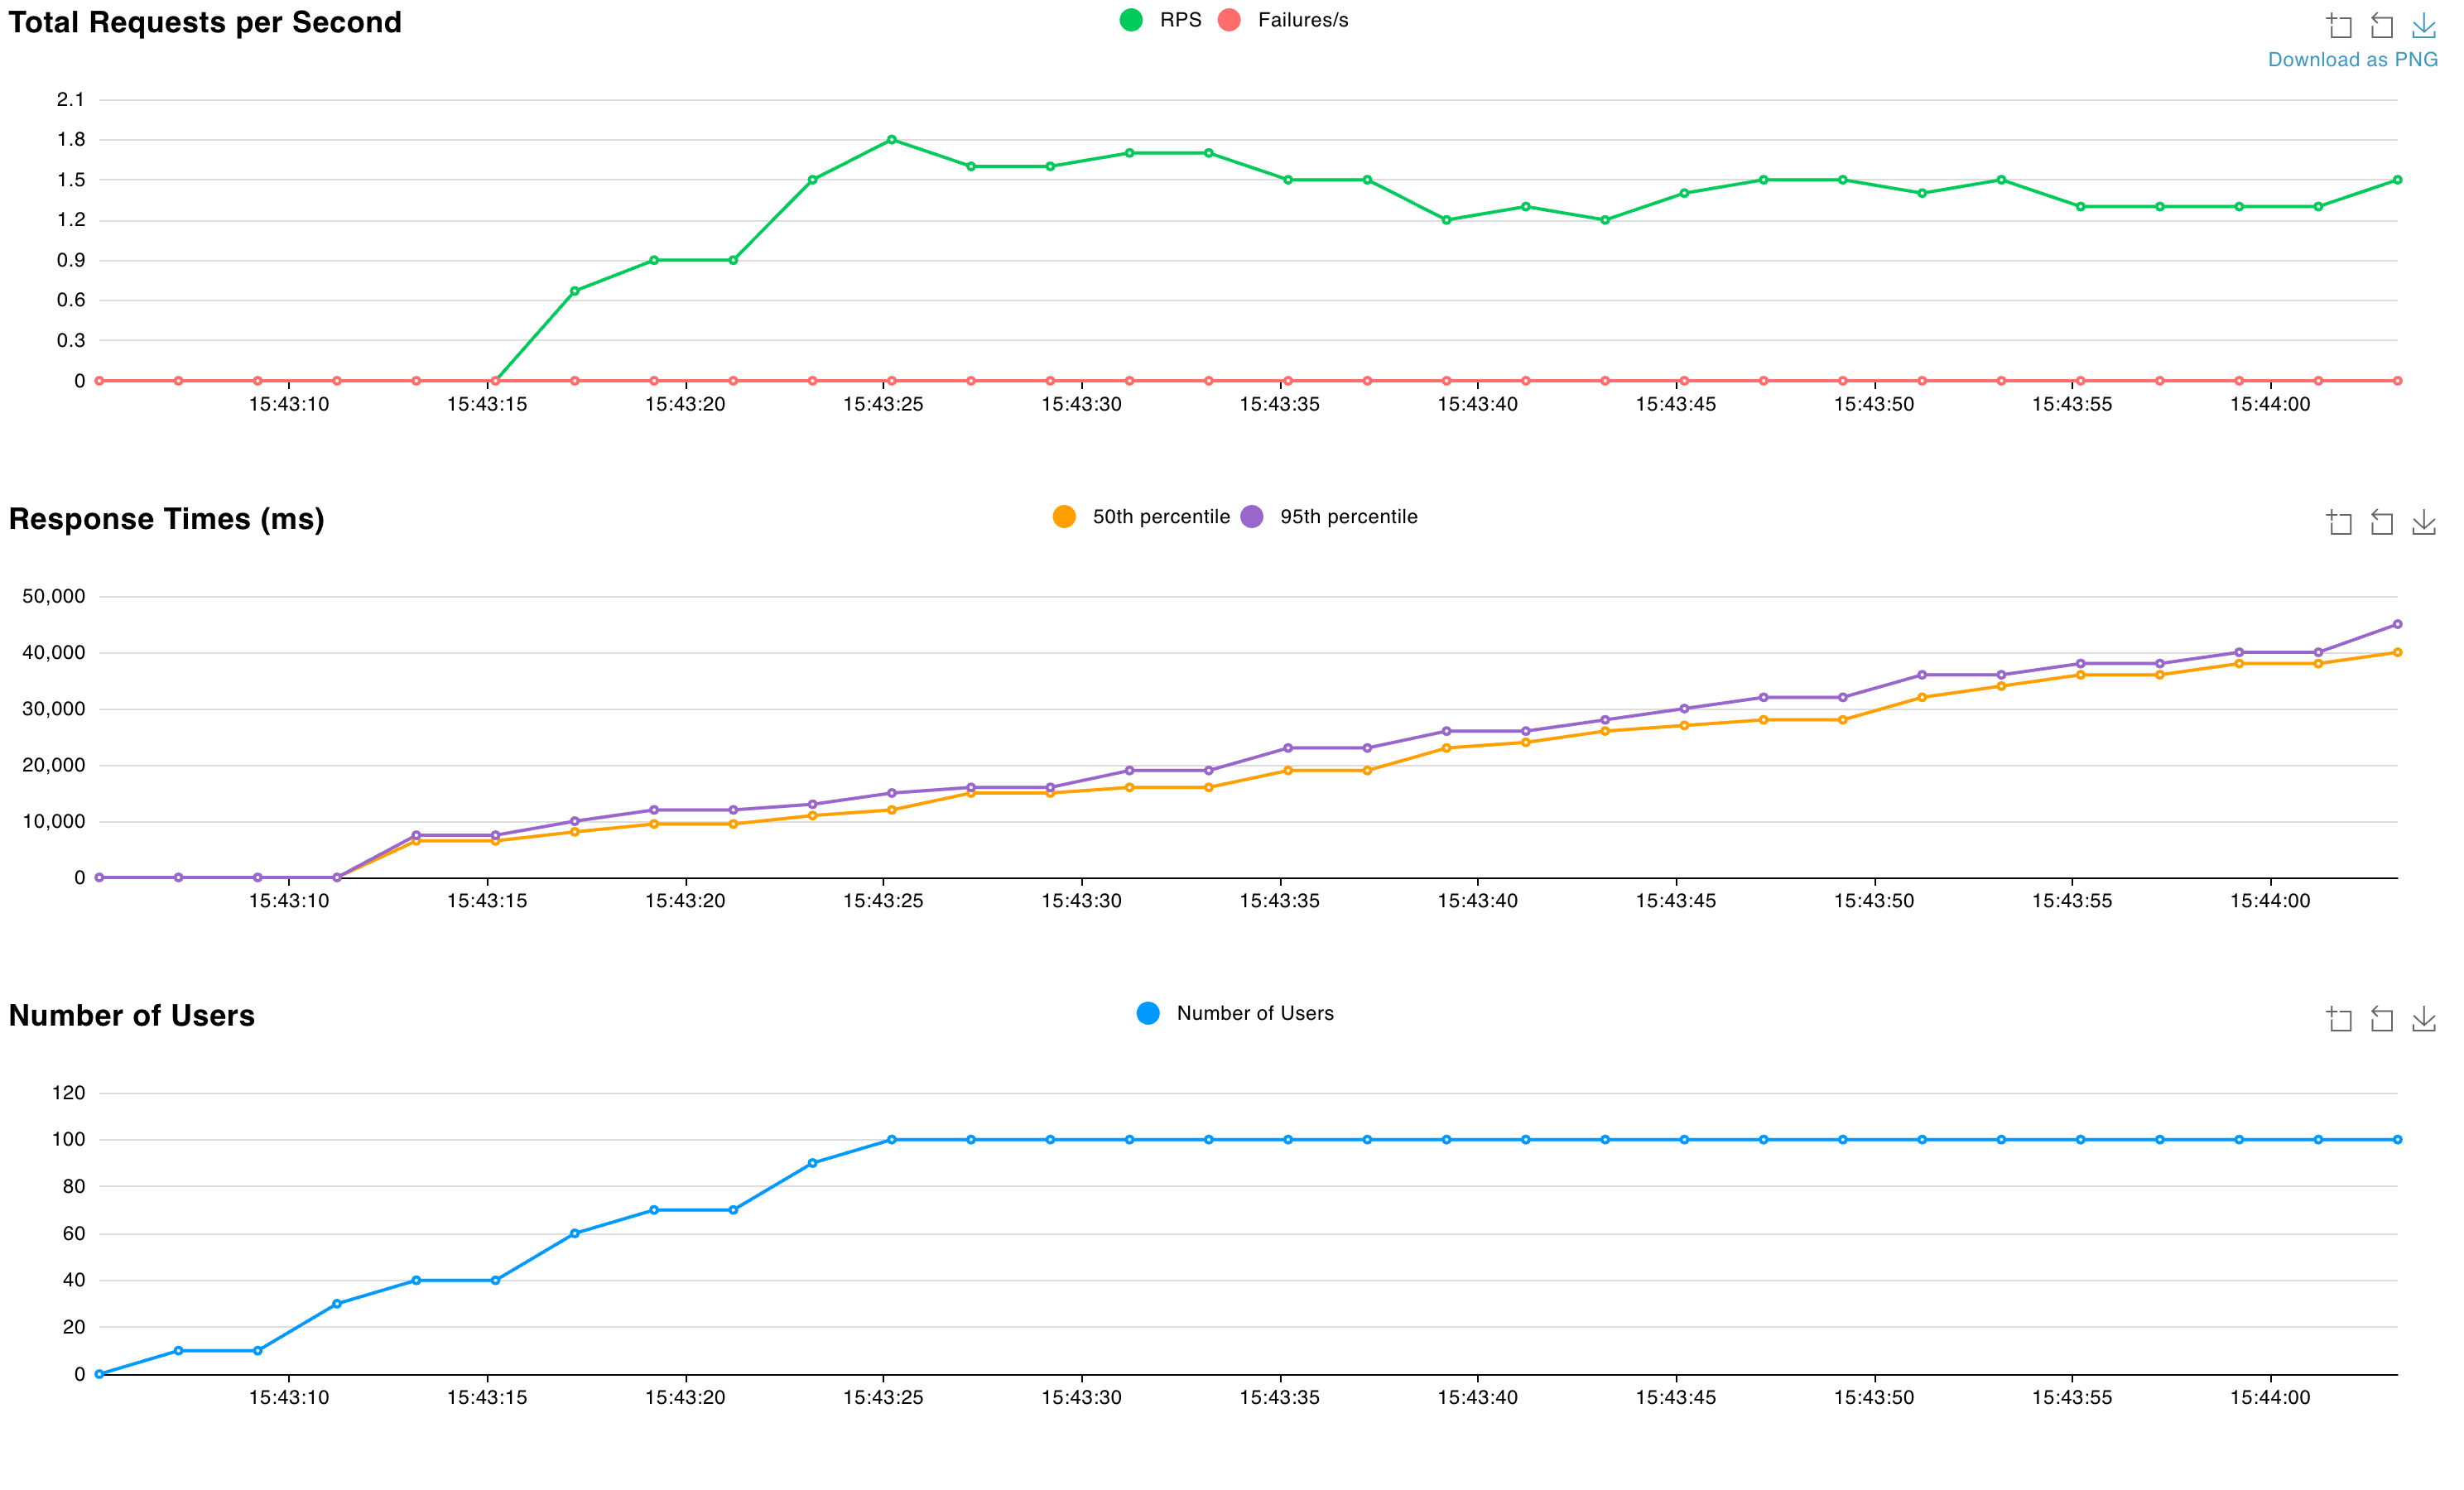 Total Requests per Second
RPS Failures/s
Download as PNG
2.1
1.8
1.5
1.2
0.9
0.6
0.3
0
15:43:10 15:43:15 15:43:20 15:43:25 15:43:30 15:43:35 15:43:40 15:43:45 15:43:50 15:43:55 15:44:00
Response Times (ms)
50th percentile 95th percentile
50,000
40,000
30,000
20,000
10,000
0
15:43:10 15:43:15 15:43:20 15:43:25 15:43:30 15:43:35 15:43:40 15:43:45 15:43:50 15:43:55 15:44:00
Number of Users
Number of Users
120
100
80
60
40
20
0
15:43:10 15:43:15 15:43:20 15:43:25 15:43:30 15:43:35 15:43:40 15:43:45 15:43:50 15:43:55 15:44:00